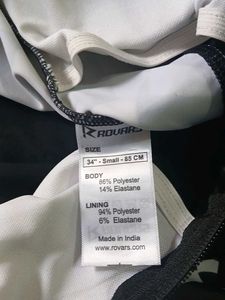 ROVARS
SIZE
34" - Small - 85 CM
BODY
86% Polyester
14% Elastane
LINING
94% Polyester
6% Elastane
Made in India
www.rovars.com